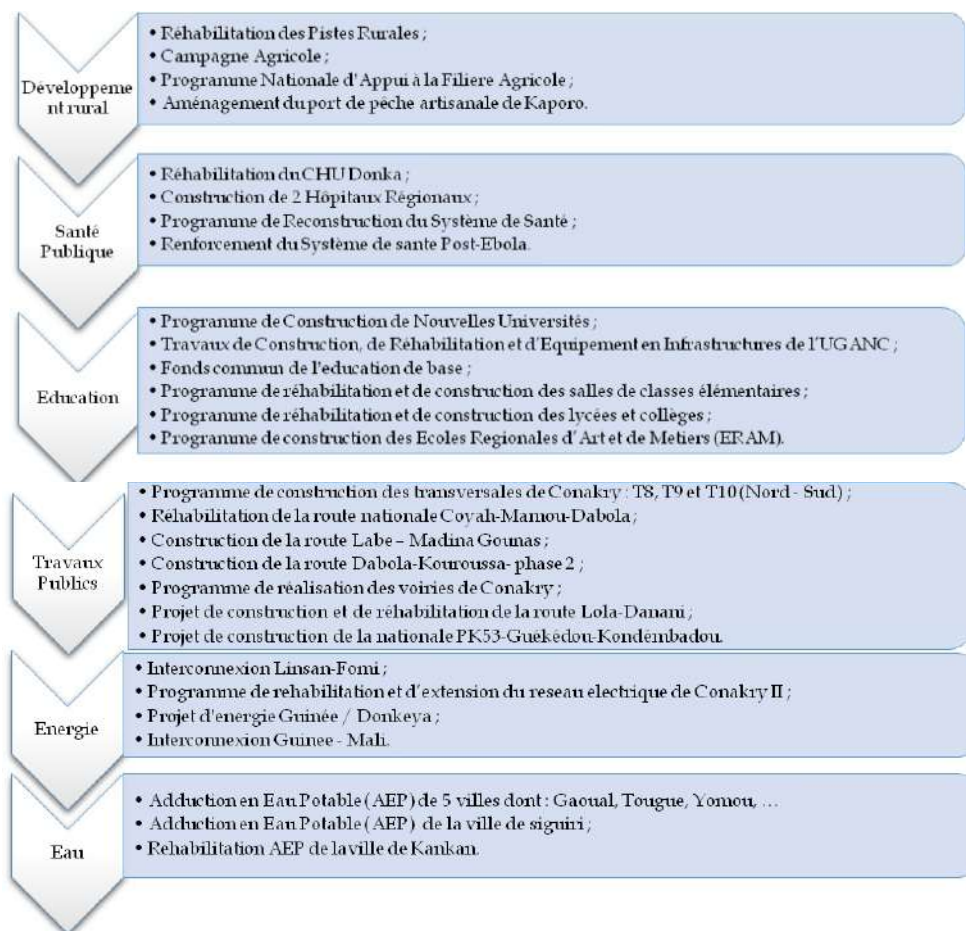 Développeme
nt rural
• Réhabilitation des Pistes Rurales ;
• Campagne Agricole ;
• Programme Nationale d'Appui à la Filiere Agricole ;
• Aménagement du port de pêche artisanale de Kaporo.
Santé
Publique
• Réhabilitation du CHU Donka ;
• Construction de 2 Hôpitaux Régionaux ;
• Programme de Reconstruction du Système de Santé ;
• Renforcement du Système de sante Post-Ebola.
Education
• Programme de Construction de Nouvelles Universités ;
• Travaux de Construction, de Réhabilitation et d'Equipement en Infrastructures de l'UGANC ;
• Fonds commun de l'education de base ;
• Programme de réhabilitation et de construction des salles de classes élémentaires ;
• Programme de réhabilitation et de construction des lycées et collèges ;
• Programme de construction des Ecoles Regionales d'Art et de Metiers (ERAM).
Travaux
Publics
• Programme de construction des transversales de Conakry : T8, T9 et T10 (Nord - Sud) ;
• Réhabilitation de la route nationale Coyah-Mamou-Dabola ;
• Construction de la route Labe – Madina Gounas ;
• Construction de la route Dabola-Kouroussa- phase 2 ;
• Programme de réalisation des voiries de Conakry ;
• Projet de construction et de réhabilitation de la route Lola-Danani ;
• Projet de construction de la nationale PK53-Guékédou-Kondémbadou.
Energie
• Interconnexion Linsan-Fomi ;
• Programme de rehabilitation et d'extension du reseau electrique de Conakry II ;
• Projet d'energie Guinée / Donkeya ;
• Interconnexion Guinee - Mali.
Eau
• Adduction en Eau Potable (AEP) de 5 villes dont : Gaoual, Tougue, Yomou, …
• Adduction en Eau Potable (AEP) de la ville de siguiri ;
• Rehabilitation AEP de la ville de Kankan.